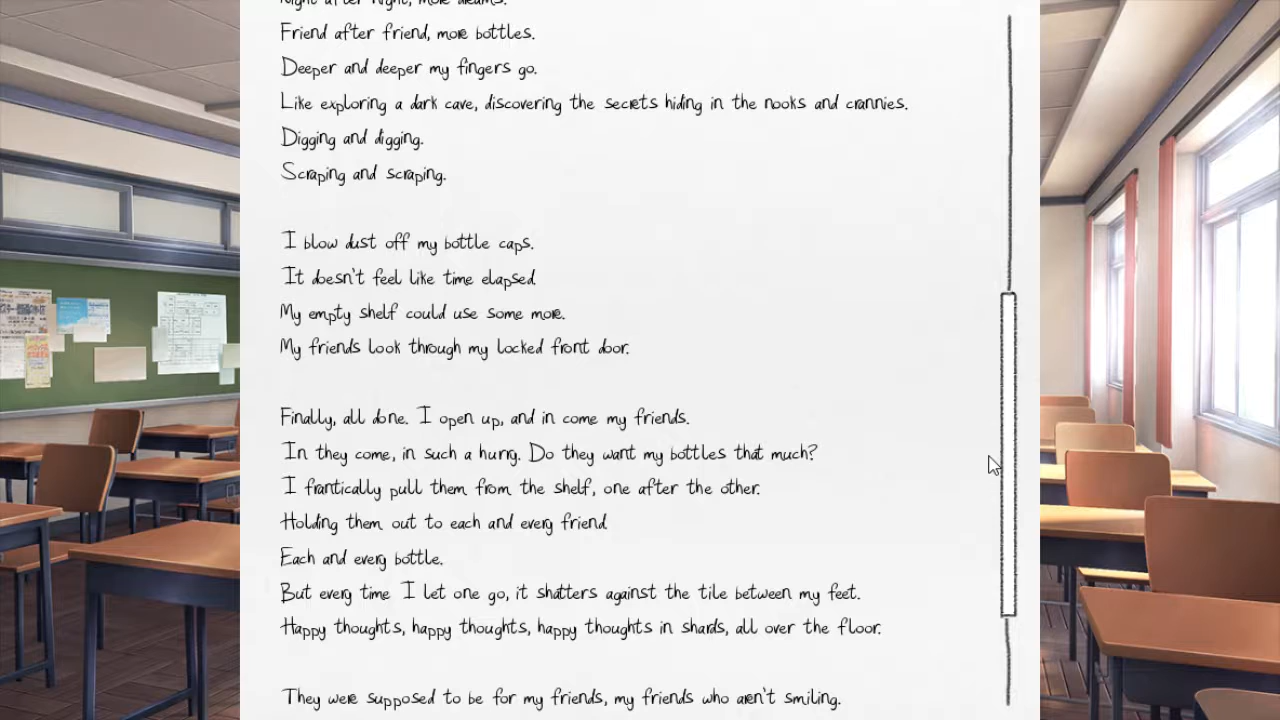 Night after night, more dreams.
Friend after friend, more bottles.
Deeper and deeper my fingers go.
Like exploring a dark cave, discovering the secrets hiding in the nooks and crannies.
Digging and digging.
Scraping and scraping.
I blow dust off my bottle caps.
It doesn't feel like time elapsed.
My empty shelf could use some more.
My friends look through my locked front door.
Finally, all done. I open up, and in come my friends.
In they come, in such a hurry. Do they want my bottles that much?
I frantically pull them from the shelf, one after the other.
Holding them out to each and every friend.
Each and every bottle.
But every time I let one go, it shatters against the tile between my feet.
Happy thoughts, happy thoughts, happy thoughts in shards, all over the floor.
They were supposed to be for my friends, my friends who aren't smiling.